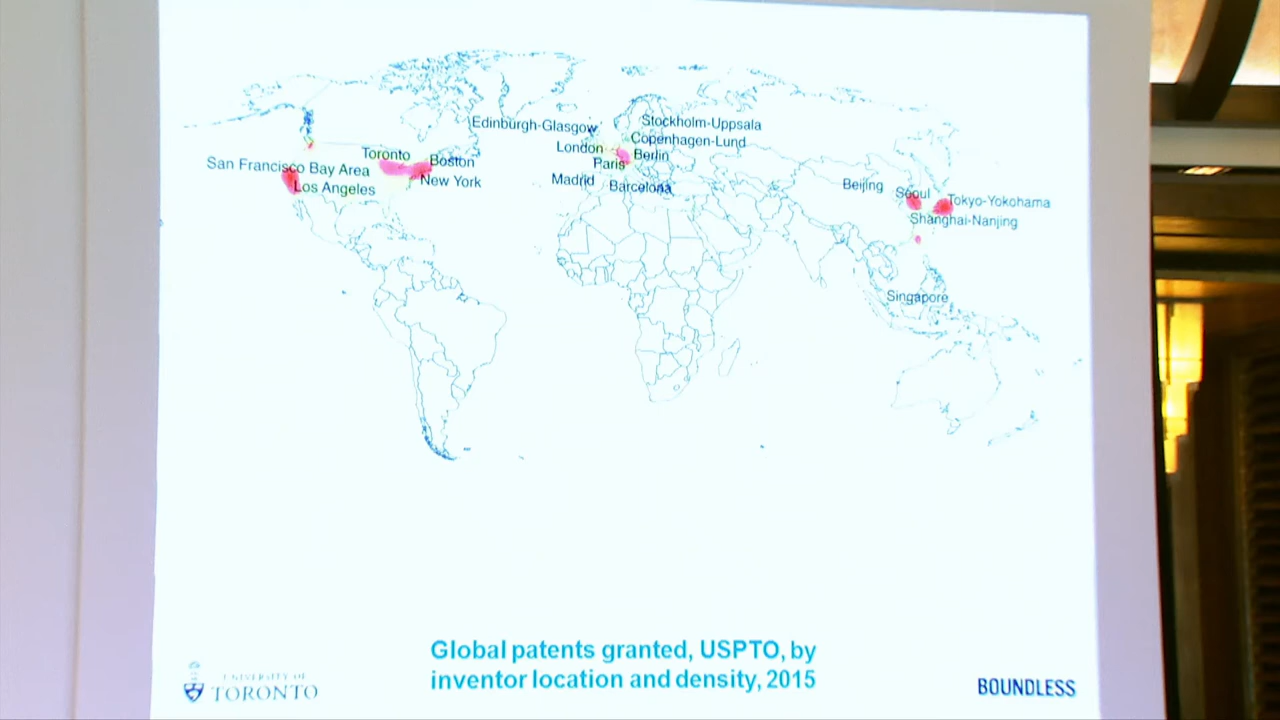 Edinburgh-Glasgow
Stockholm-Uppsala
London
Copenhagen-Lund
Toronto
Boston
Paris
Berlin
San Francisco Bay Area
New York
Los Angeles
Madrid
Barcelona
Beijing
Seoul
Tokyo-Yokohama
Shanghai-Nanjing
Singapore
Global patents granted, USPTO, by
inventor location and density, 2015
UNIVERSITY OF
TORONTO
BOUNDLESS